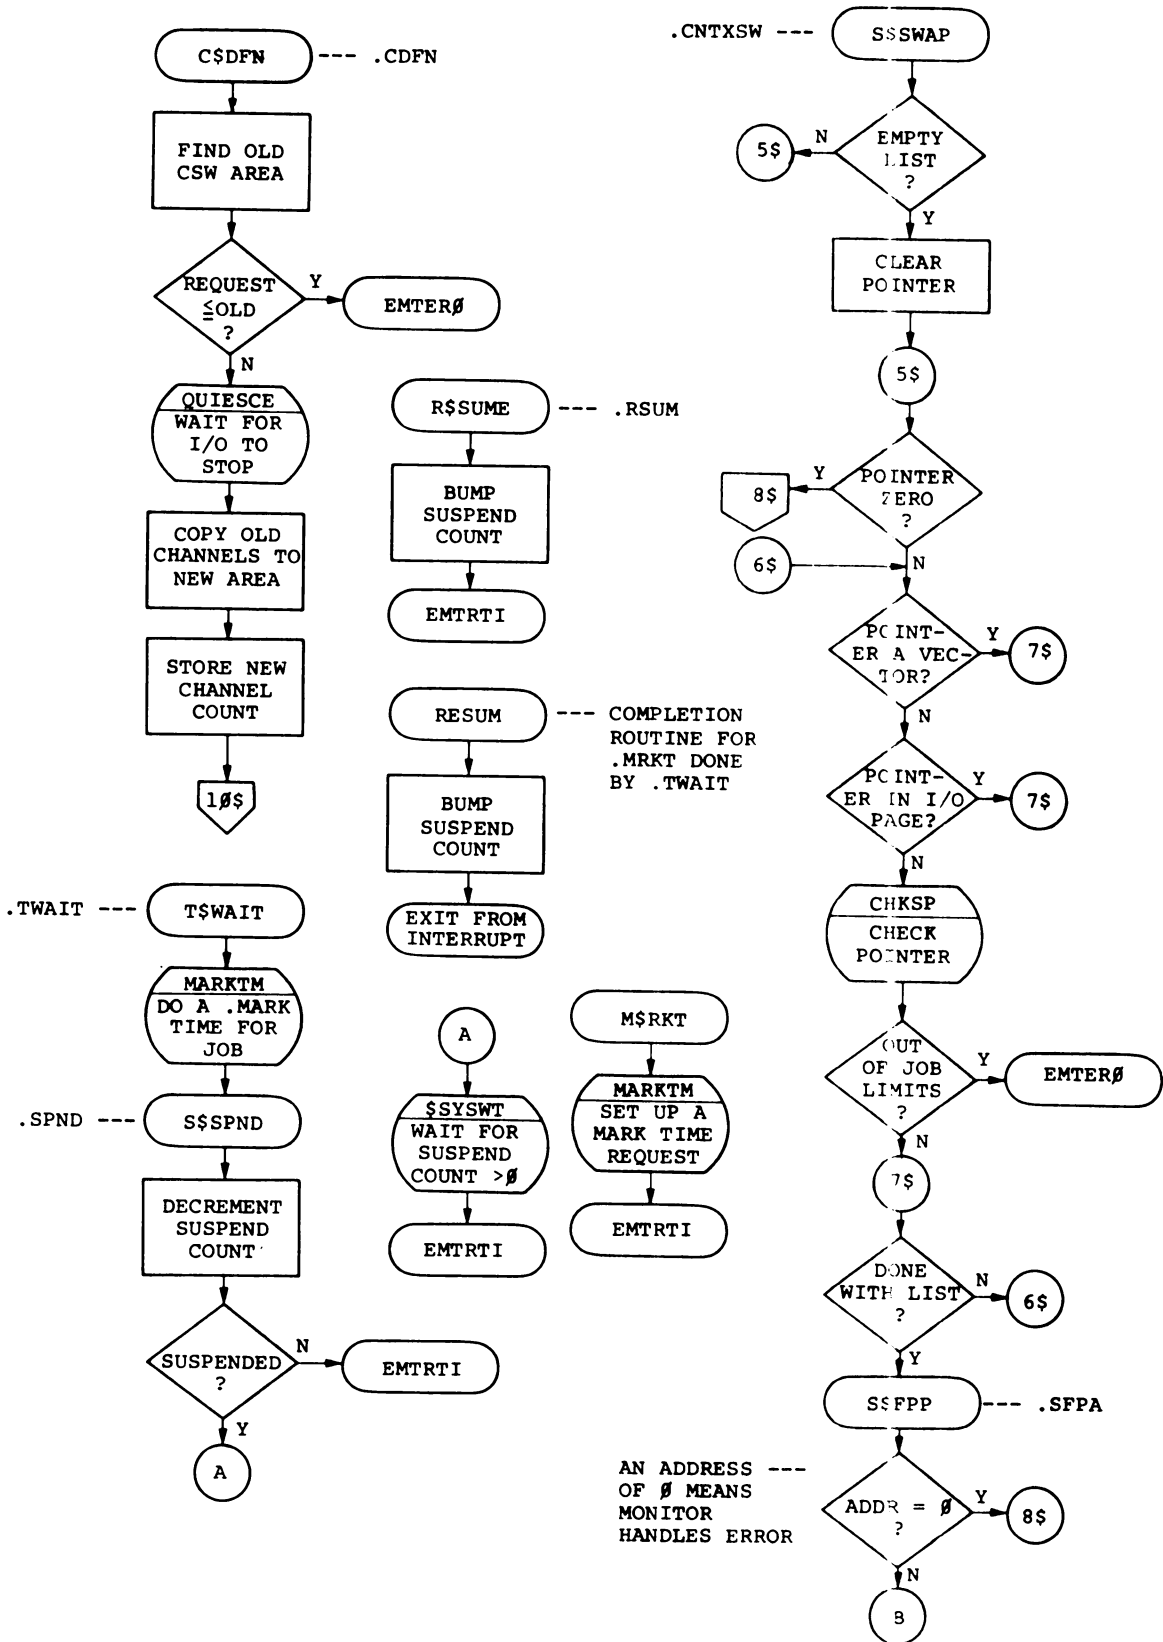 C$DFN --- .CDFN
FIND OLD
CSW AREA
REQUEST
≤OLD
?
Y
EMTERØ
N
QUIESCE
WAIT FOR
I/O TO
STOP
COPY OLD
CHANNELS TO
NEW AREA
STORE NEW
CHANNEL
COUNT
1Ø$
.TWAIT --- T$WAIT
MARKTM
DO A .MARK
TIME FOR
JOB
.SPND --- S$SPND
DECREMENT
SUSPEND
COUNT
SUSPENDED
?
N
EMTRTI
Y
A
R$SUME --- .RSUM
BUMP
SUSPEND
COUNT
EMTRTI
RESUM --- COMPLETION
ROUTINE FOR
.MRKT DONE
BY .TWAIT
BUMP
SUSPEND
COUNT
EXIT FROM
INTERRUPT
A
$SYSWT
WAIT FOR
SUSPEND
COUNT >Ø
EMTRTI
M$RKT
MARKTM
SET UP A
MARK TIME
REQUEST
EMTRTI
.CNTXSW --- S$SWAP
EMPTY
LIST
?
N
5$
Y
CLEAR
POINTER
5$
POINTER
ZERO
?
Y
8$
N
6$
POINT-
ER A VEC-
TOR?
Y
7$
N
POINT-
ER IN I/O
PAGE?
Y
7$
N
CHKSP
CHECK
POINTER
OUT
OF JOB
LIMITS
?
Y
EMTERØ
N
7$
DONE
WITH LIST
?
N
6$
Y
S$FPP --- .SFPA
AN ADDRESS ---
OF Ø MEANS
MONITOR
HANDLES ERROR
ADDR = Ø
?
Y
8$
N
B